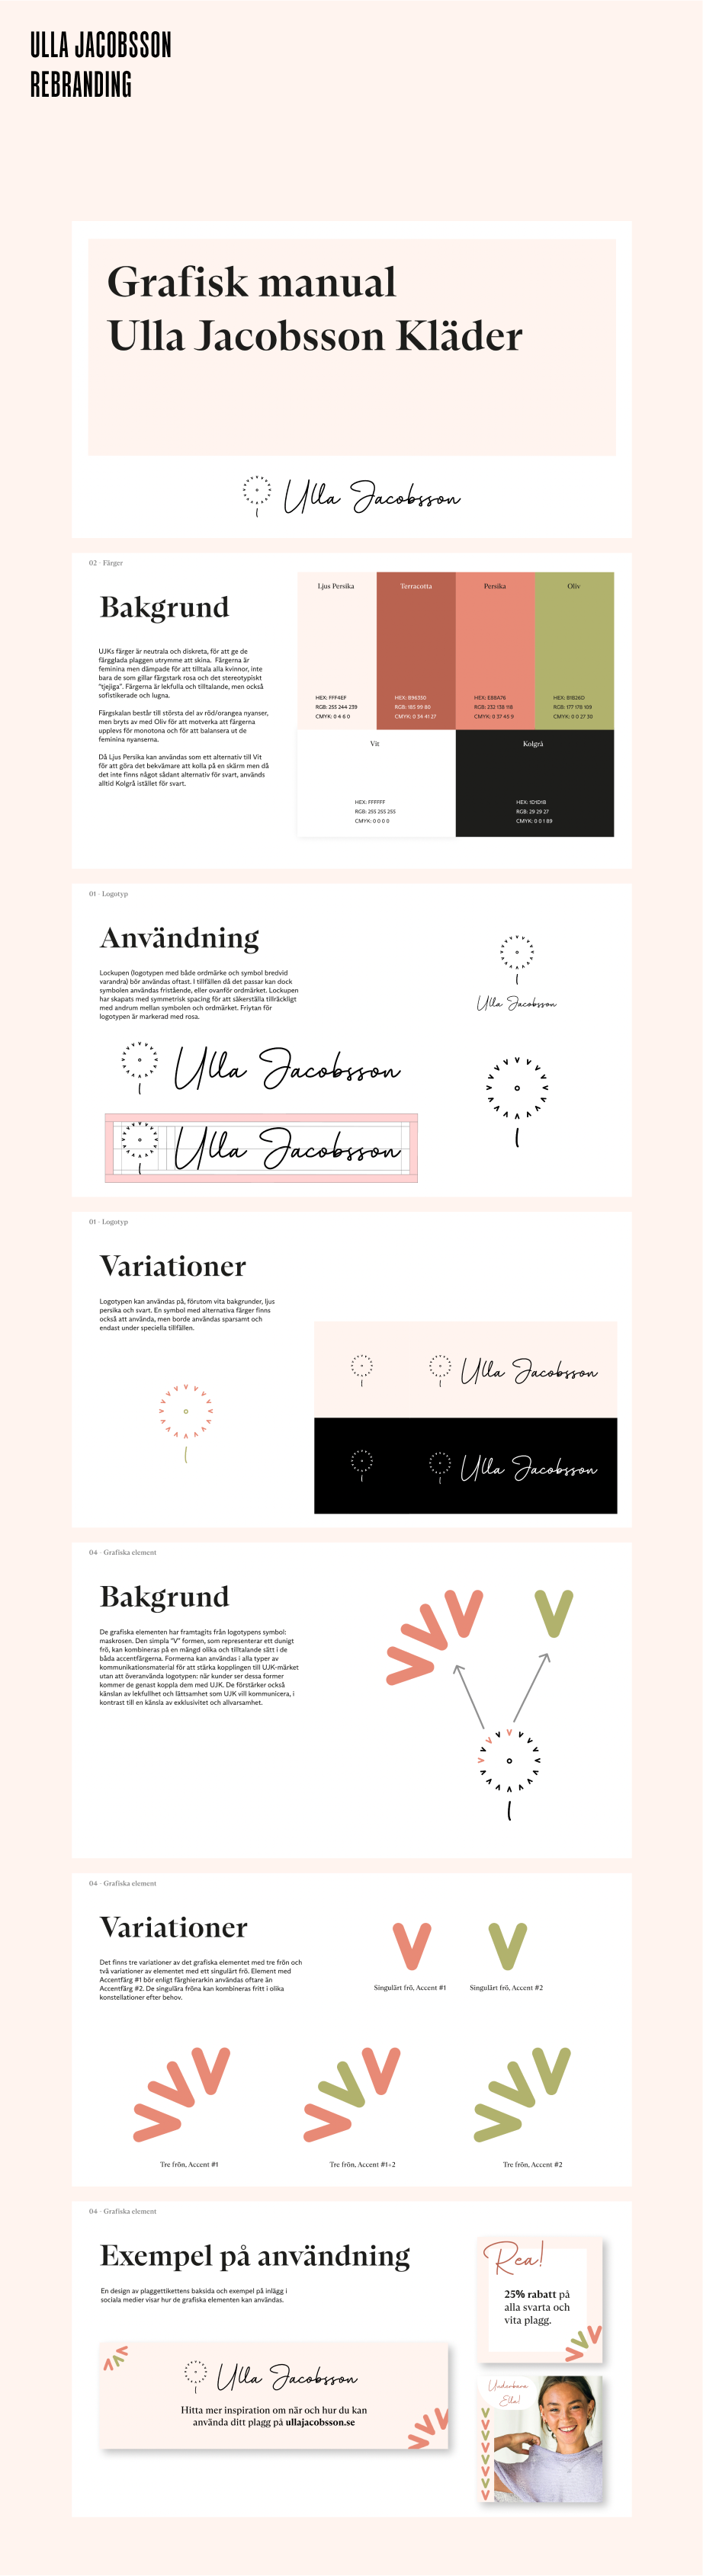 ULLA JACOBSSON
REBRANDING
Grafisk manual
Ulla Jacobsson Kläder
Ulla Jacobsson
02 - Färger
Bakgrund
UJKs färger är neutrala och diskreta, för att ge de
färgglada plaggen utrymme att skina. Färgerna är
feminina men dämpade för att tilltala alla kvinnor, inte
bara de som gillar färgstark rosa och det stereotypiskt
"tjejiga". Färgerna är lekfulla och tilltalande, men också
sofistikerade och lugna.
Färgskalan består till största del av röd/orangea nyanser,
men bryts av med Oliv för att motverka att färgerna
upplevs för monotona och för att balansera ut de
feminina nyanserna.
Då Ljus Persika kan användas som ett alternativ till Vit
för att göra det bekvämare att kolla på en skärm men då
det inte finns något sådant alternativ för svart, används
alltid Kolgrå istället för svart.
Ljus Persika
HEX: FFF4EF
RGB: 255 244 239
CMYK: 0 4 6 0
Terracotta
HEX: B96350
RGB: 185 99 80
CMYK: 0 34 41 27
Persika
HEX: E88A76
RGB: 232 138 118
CMYK: 0 37 45 9
Oliv
HEX: B1B26D
RGB: 177 178 109
CMYK: 0 0 27 30
Vit
HEX: FFFFFF
RGB: 255 255 255
CMYK: 0 0 0 0
Kolgrå
HEX: 1D1D1B
RGB: 29 29 27
CMYK: 0 0 1 89
01 - Logotyp
Användning
Lockupen (logotypen med både ordmärke och symbol bredvid
varandra) bör användas oftast. I tillfällen då det passar kan dock
symbolen användas fristående, eller ovanför ordmärket. Lockupen
har skapats med symmetrisk spacing för att säkerställa tillräckligt
med andrum mellan symbolen och ordmärket. Friytan för
logotypen är markerad med rosa.
Ulla Jacobsson
Ulla Jacobsson
Ulla Jacobsson
01 - Logotyp
Variationer
Logotypen kan användas på, förutom vita bakgrunder, ljus
persika och svart. En symbol med alternativa färger finns
också att använda, men borde användas sparsamt och
endast under speciella tillfällen.
Ulla Jacobsson
Ulla Jacobsson
04 - Grafiska element
Bakgrund
De grafiska elementen har framtagits från logotypens symbol:
maskrosen. Den simpla "V" formen, som representerar ett dunigt
frö, kan kombineras på en mängd olika och tilltalande sätt i de
båda accentfärgerna. Formerna kan användas i alla typer av
kommunikationsmaterial för att stärka kopplingen till UJK-märket
utan att överanvända logotypen: när kunder ser dessa former
kommer de genast koppla dem med UJK. De förstärker också
känslan av lekfullhet och lättsamhet som UJK vill kommunicera, i
kontrast till en känsla av exklusivitet och allvarsamhet.
04 - Grafiska element
Variationer
Det finns tre variationer av det grafiska elementet med tre frön och
två variationer av elementet med ett singulärt frö. Element med
Accentfärg #1 bör enligt färghierarkin användas oftare än
Accentfärg #2. De singulära fröna kan kombineras fritt i olika
konstellationer efter behov.
Singulärt frö, Accent #1
Singulärt frö, Accent #2
Tre frön, Accent #1
Tre frön, Accent #1+2
Tre frön, Accent #2
04 - Grafiska element
Exempel på användning
En design av plaggettikettens baksida och exempel på inlägg i
sociala medier visar hur de grafiska elementen kan användas.
Ulla Jacobsson
Hitta mer inspiration om när och hur du kan
använda ditt plagg på ullajacobsson.se
Rea!
25% rabatt på
alla svarta och
vita plagg.
Underbara
Ella!